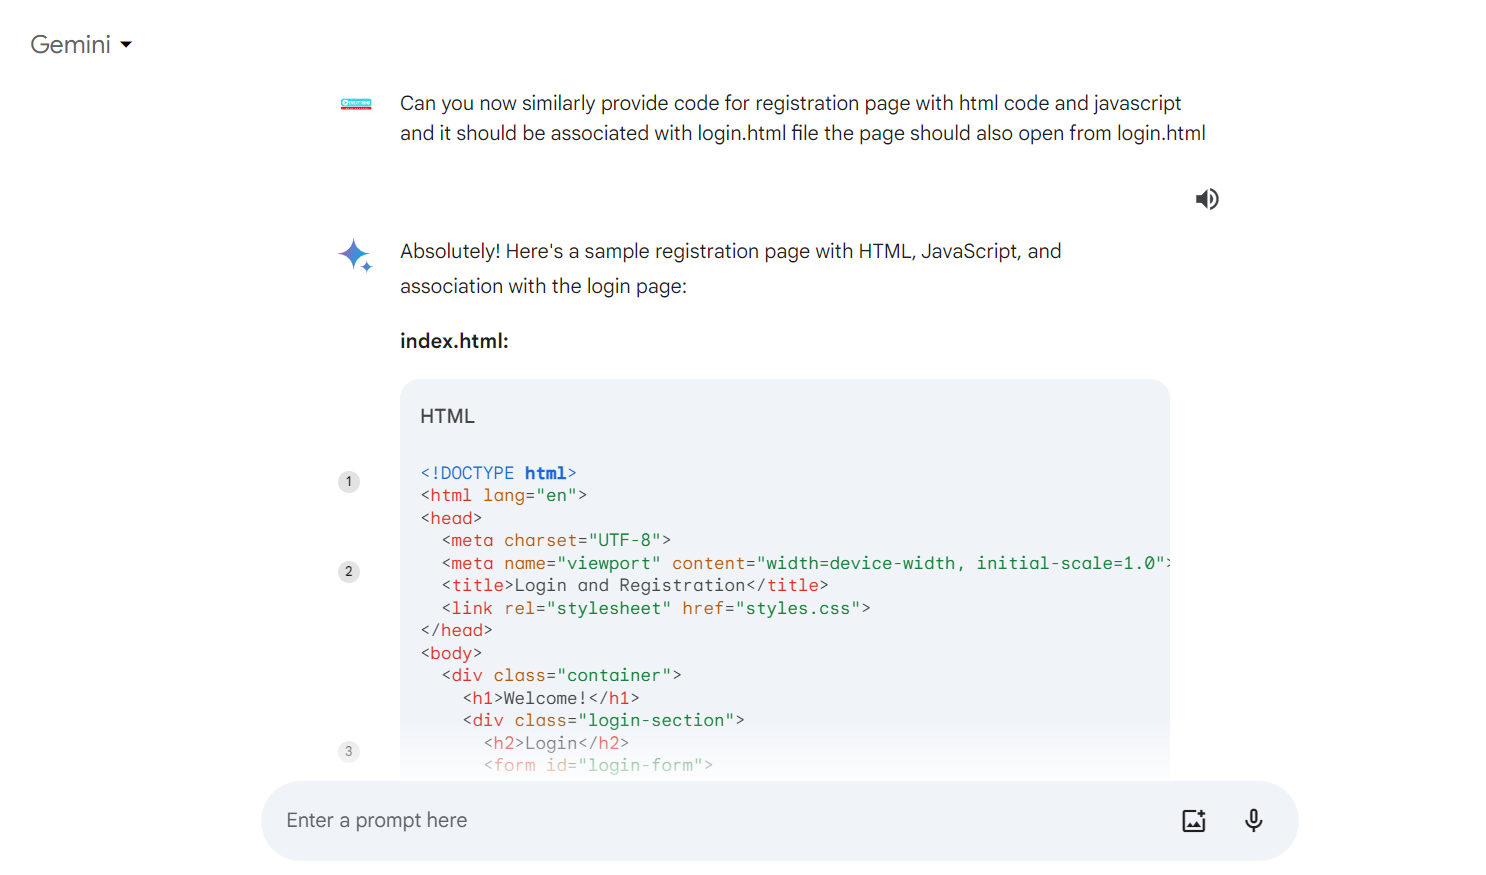 Gemini
Can you now similarly provide code for registration page with html code and javascript
and it should be associated with login.html file the page should also open from login.html
Absolutely! Here's a sample registration page with HTML, JavaScript, and
association with the login page:
index.html:
HTML
1
<!DOCTYPE html>
<html lang="en">
<head>
<meta charset="UTF-8">
2
<meta name="viewport" content="width=device-width, initial-scale=1.0">
<title>Login and Registration</title>
<link rel="stylesheet" href="styles.css">
</head>
<body>
<div class="container">
<h1>Welcome!</h1>
<div class="login-section">
3
<h2>Login</h2>
<form id="login-form">
Enter a prompt here